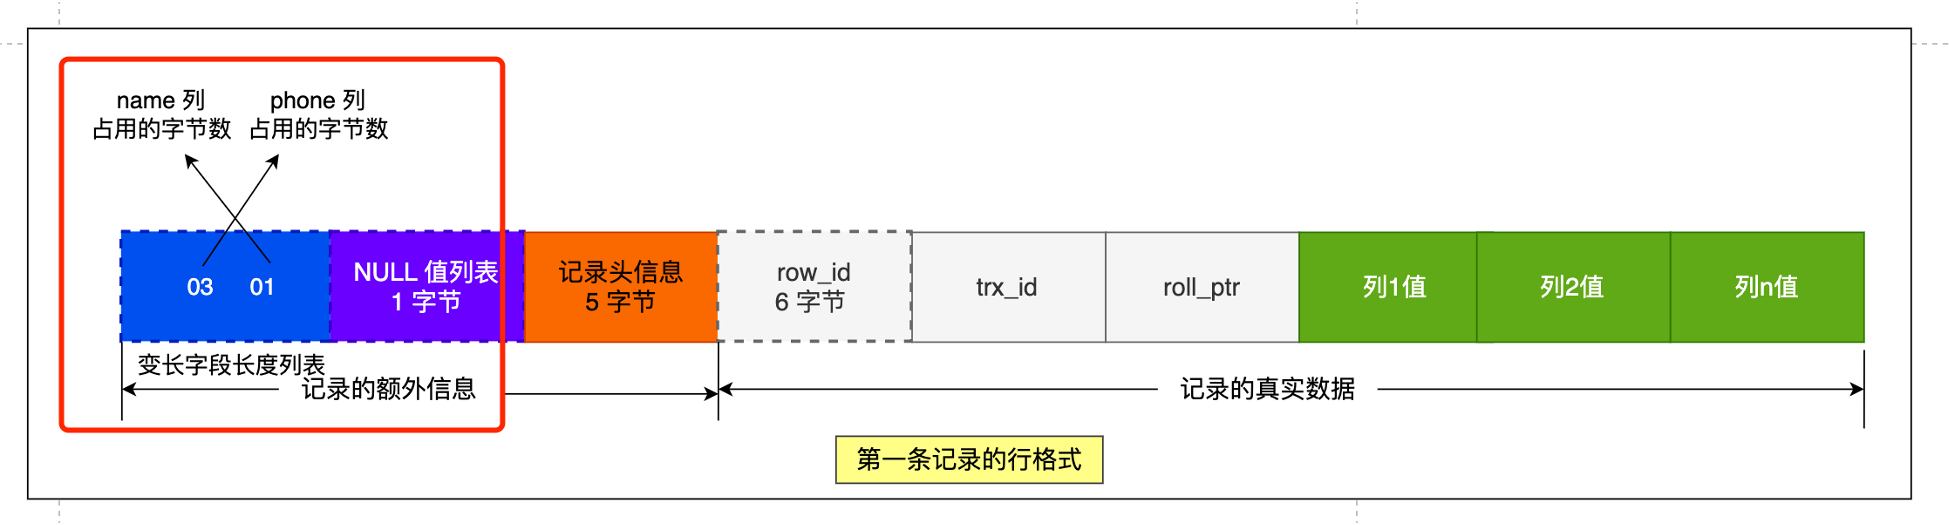 name 列
占用的字节数
phone 列
占用的字节数
03 01
NULL 值列表
1 字节
记录头信息
5 字节
row_id
6 字节
trx_id
roll_ptr
列1值
列2值
列n值
变长字段长度列表
记录的额外信息
记录的真实数据
第一条记录的行格式